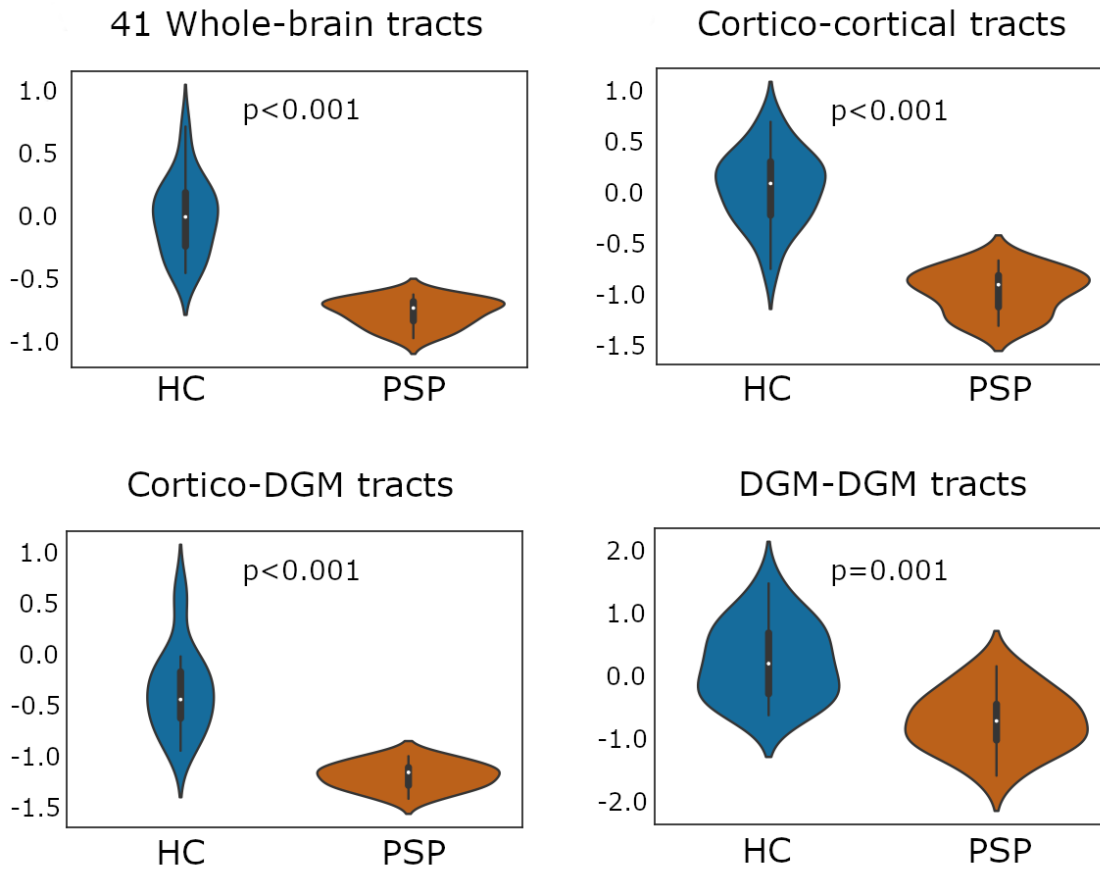 41 Whole-brain tracts
1.0
0.5
0.0
-0.5
-1.0
p<0.001
HC PSP
Cortico-cortical tracts
1.0
0.5
0.0
-0.5
-1.0
-1.5
p<0.001
HC PSP
Cortico-DGM tracts
1.0
0.5
0.0
-0.5
-1.0
-1.5
p<0.001
HC PSP
DGM-DGM tracts
2.0
1.0
0.0
-1.0
-2.0
p=0.001
HC PSP